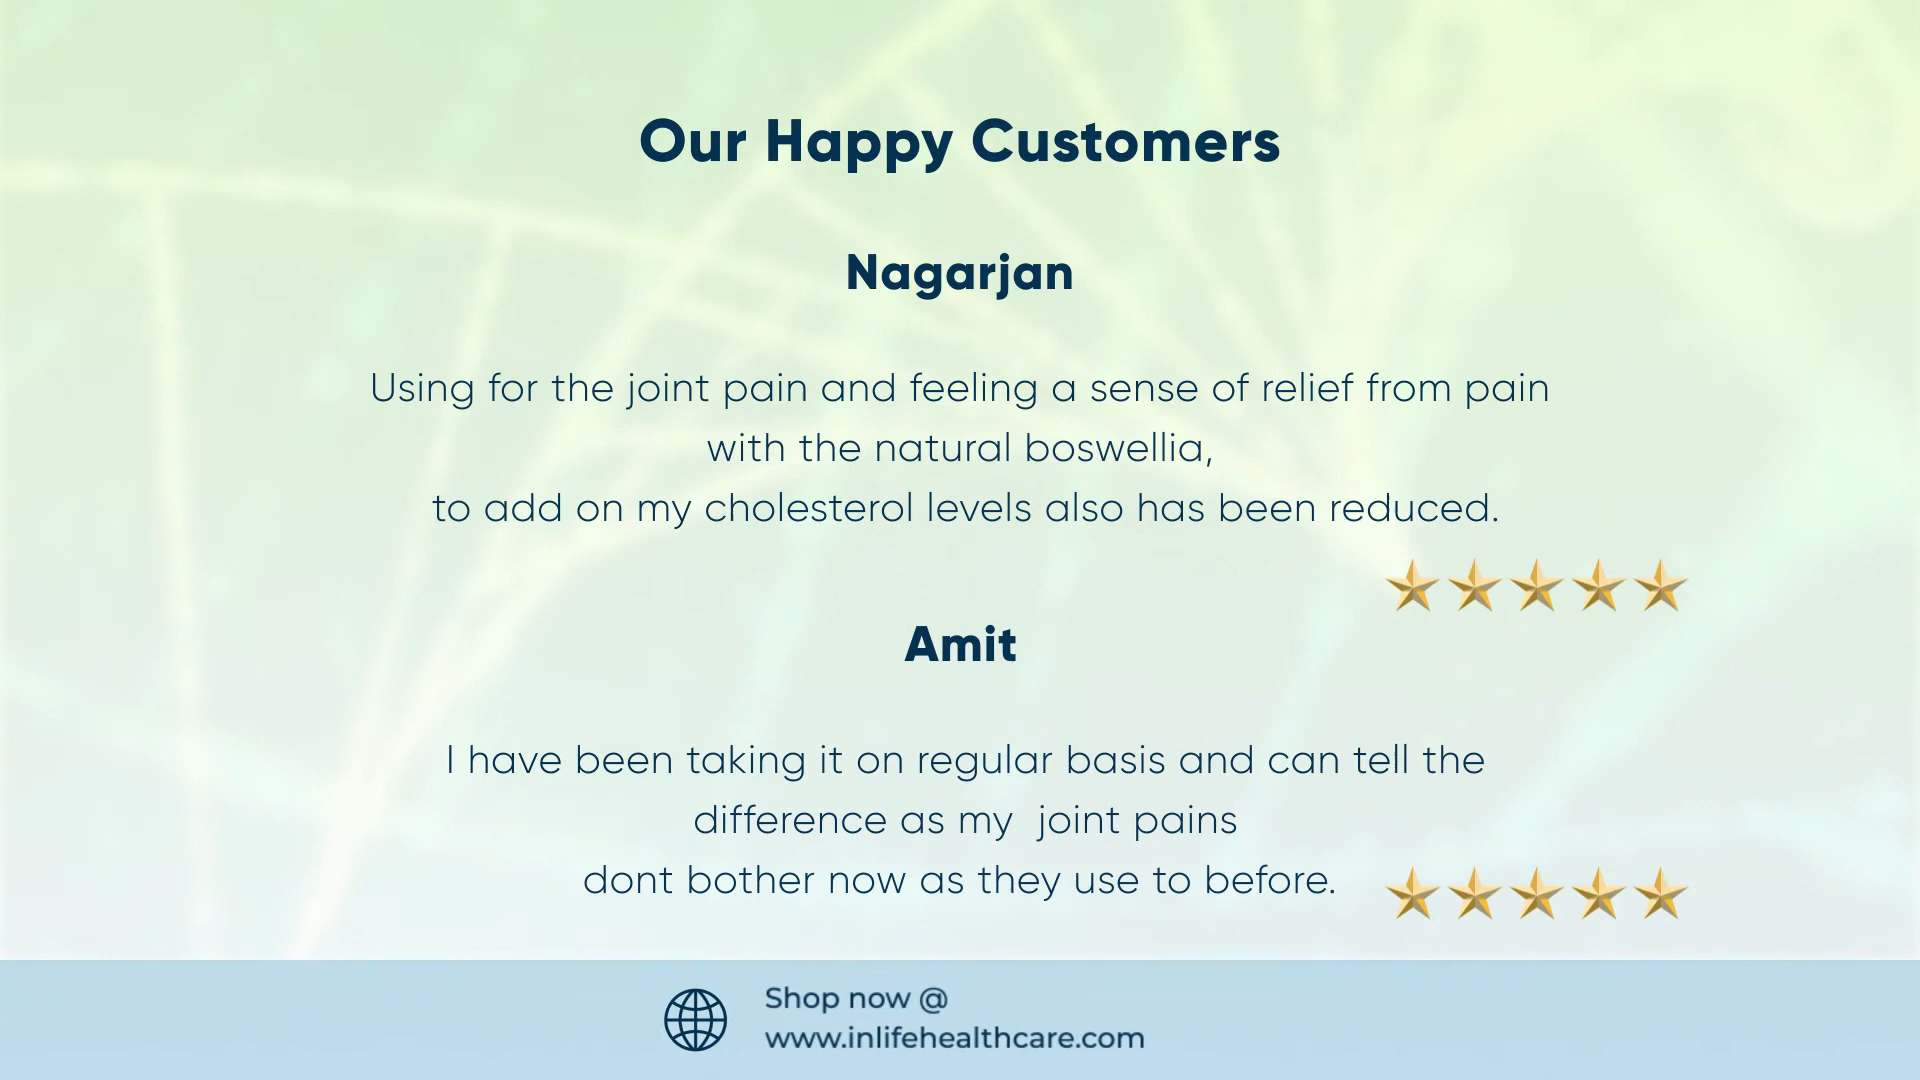 Our Happy Customers
Nagarjan
Using for the joint pain and feeling a sense of relief from pain
with the natural boswellia,
to add on my cholesterol levels also has been reduced.
Amit
I have been taking it on regular basis and can tell the
difference as my  joint pains
dont bother now as they use to before.
Shop now @
www.inlifehealthcare.com